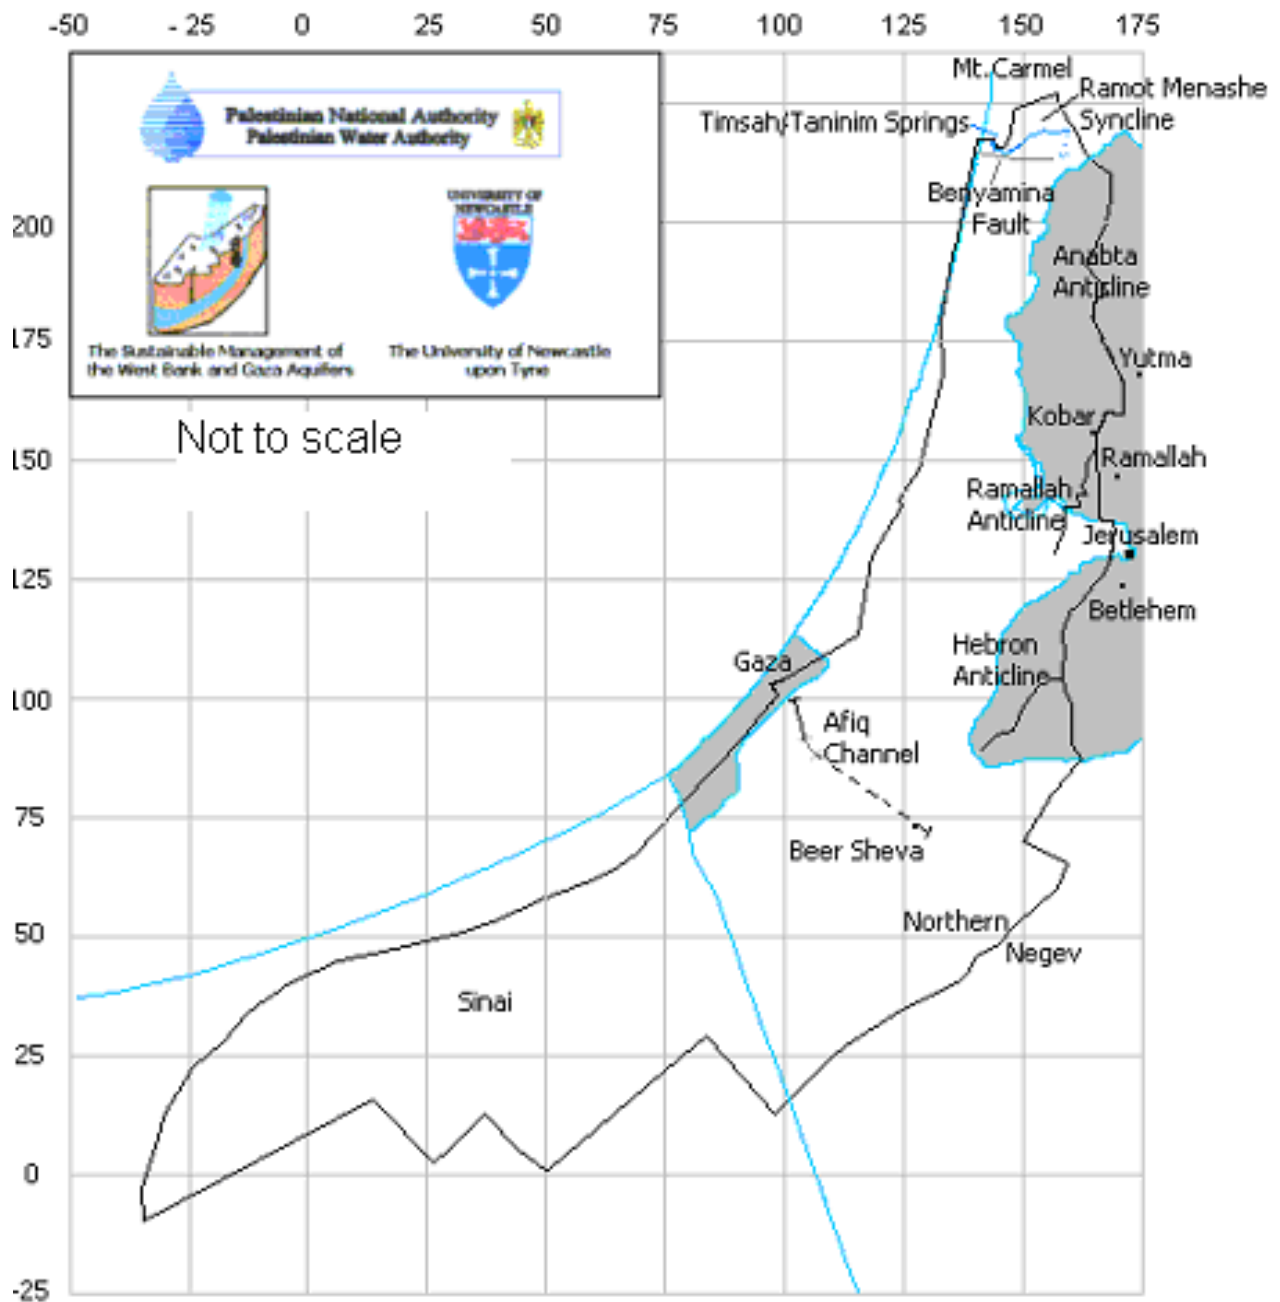 -50 - 25 0 25 50 75 100 125 150 175
Mt. Carmel
Ramot Menashe
Syncline
Timsah/Taninim Springs
Palestinian National Authority
Palestinian Water Authority
UNIVERSITY OF
NEWCASTLE
Benyamina
Fault
200
Anabta
Anticline
175
The Sustainable Management of
the West Bank and Gaza Aquifers
The University of Newcastle
upon Tyne
Yutma
Kobar
Not to scale
150
Ramallah
Ramallah
Anticline
Jerusalem
125
Betlehem
Hebron
Anticline
Gaza
100
Afiq
Channel
75
Beer Sheva
Northern
50
Negev
Sinai
25
0
-25